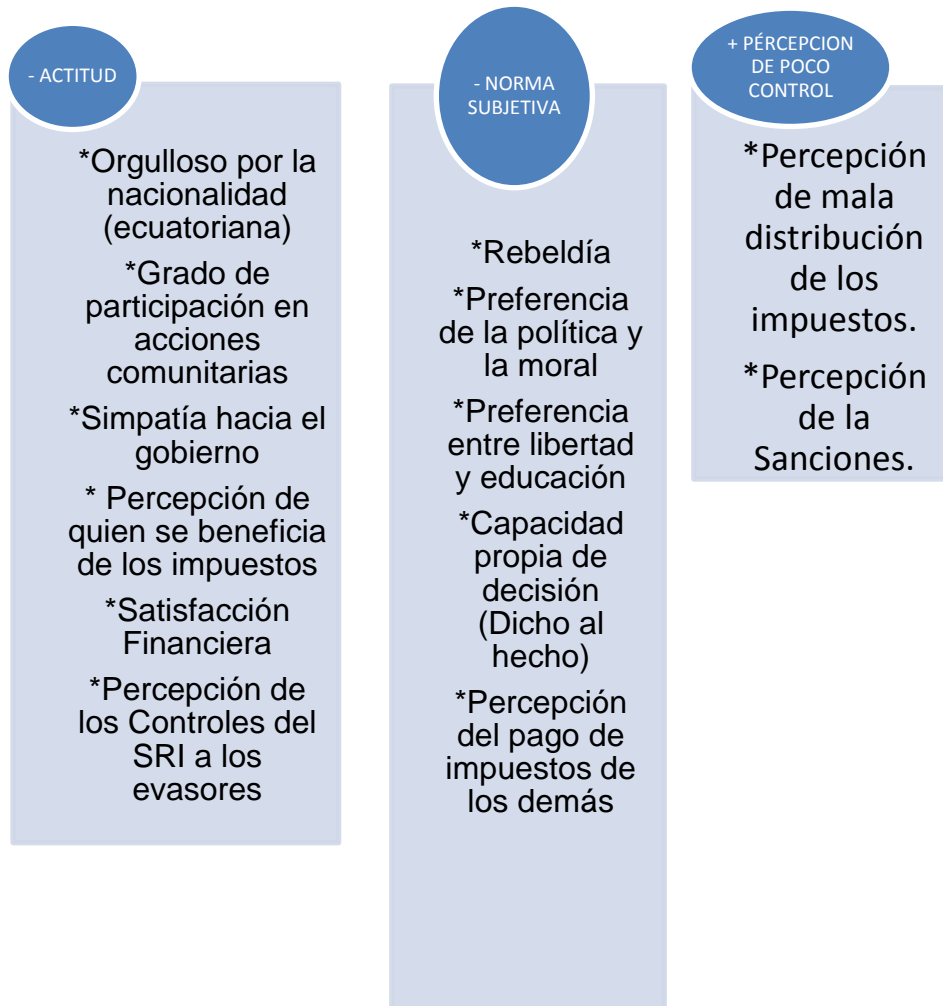 - ACTITUD
*Orgulloso por la
nacionalidad
(ecuatoriana)
*Grado de
participación en
acciones
comunitarias
*Simpatía hacia el
gobierno
* Percepción de
quien se beneficia
de los impuestos
*Satisfacción
Financiera
*Percepción de
los Controles del
SRI a los
evasores
- NORMA
SUBJETIVA
*Rebeldía
*Preferencia
de la política y
la moral
*Preferencia
entre libertad
y educación
*Capacidad
propia de
decisión
(Dicho al
hecho)
*Percepción
del pago de
impuestos de
los demás
+ PÉRCEPCION
DE POCO
CONTROL
*Percepción
de mala
distribución
de los
impuestos.
*Percepción
de la
Sanciones.